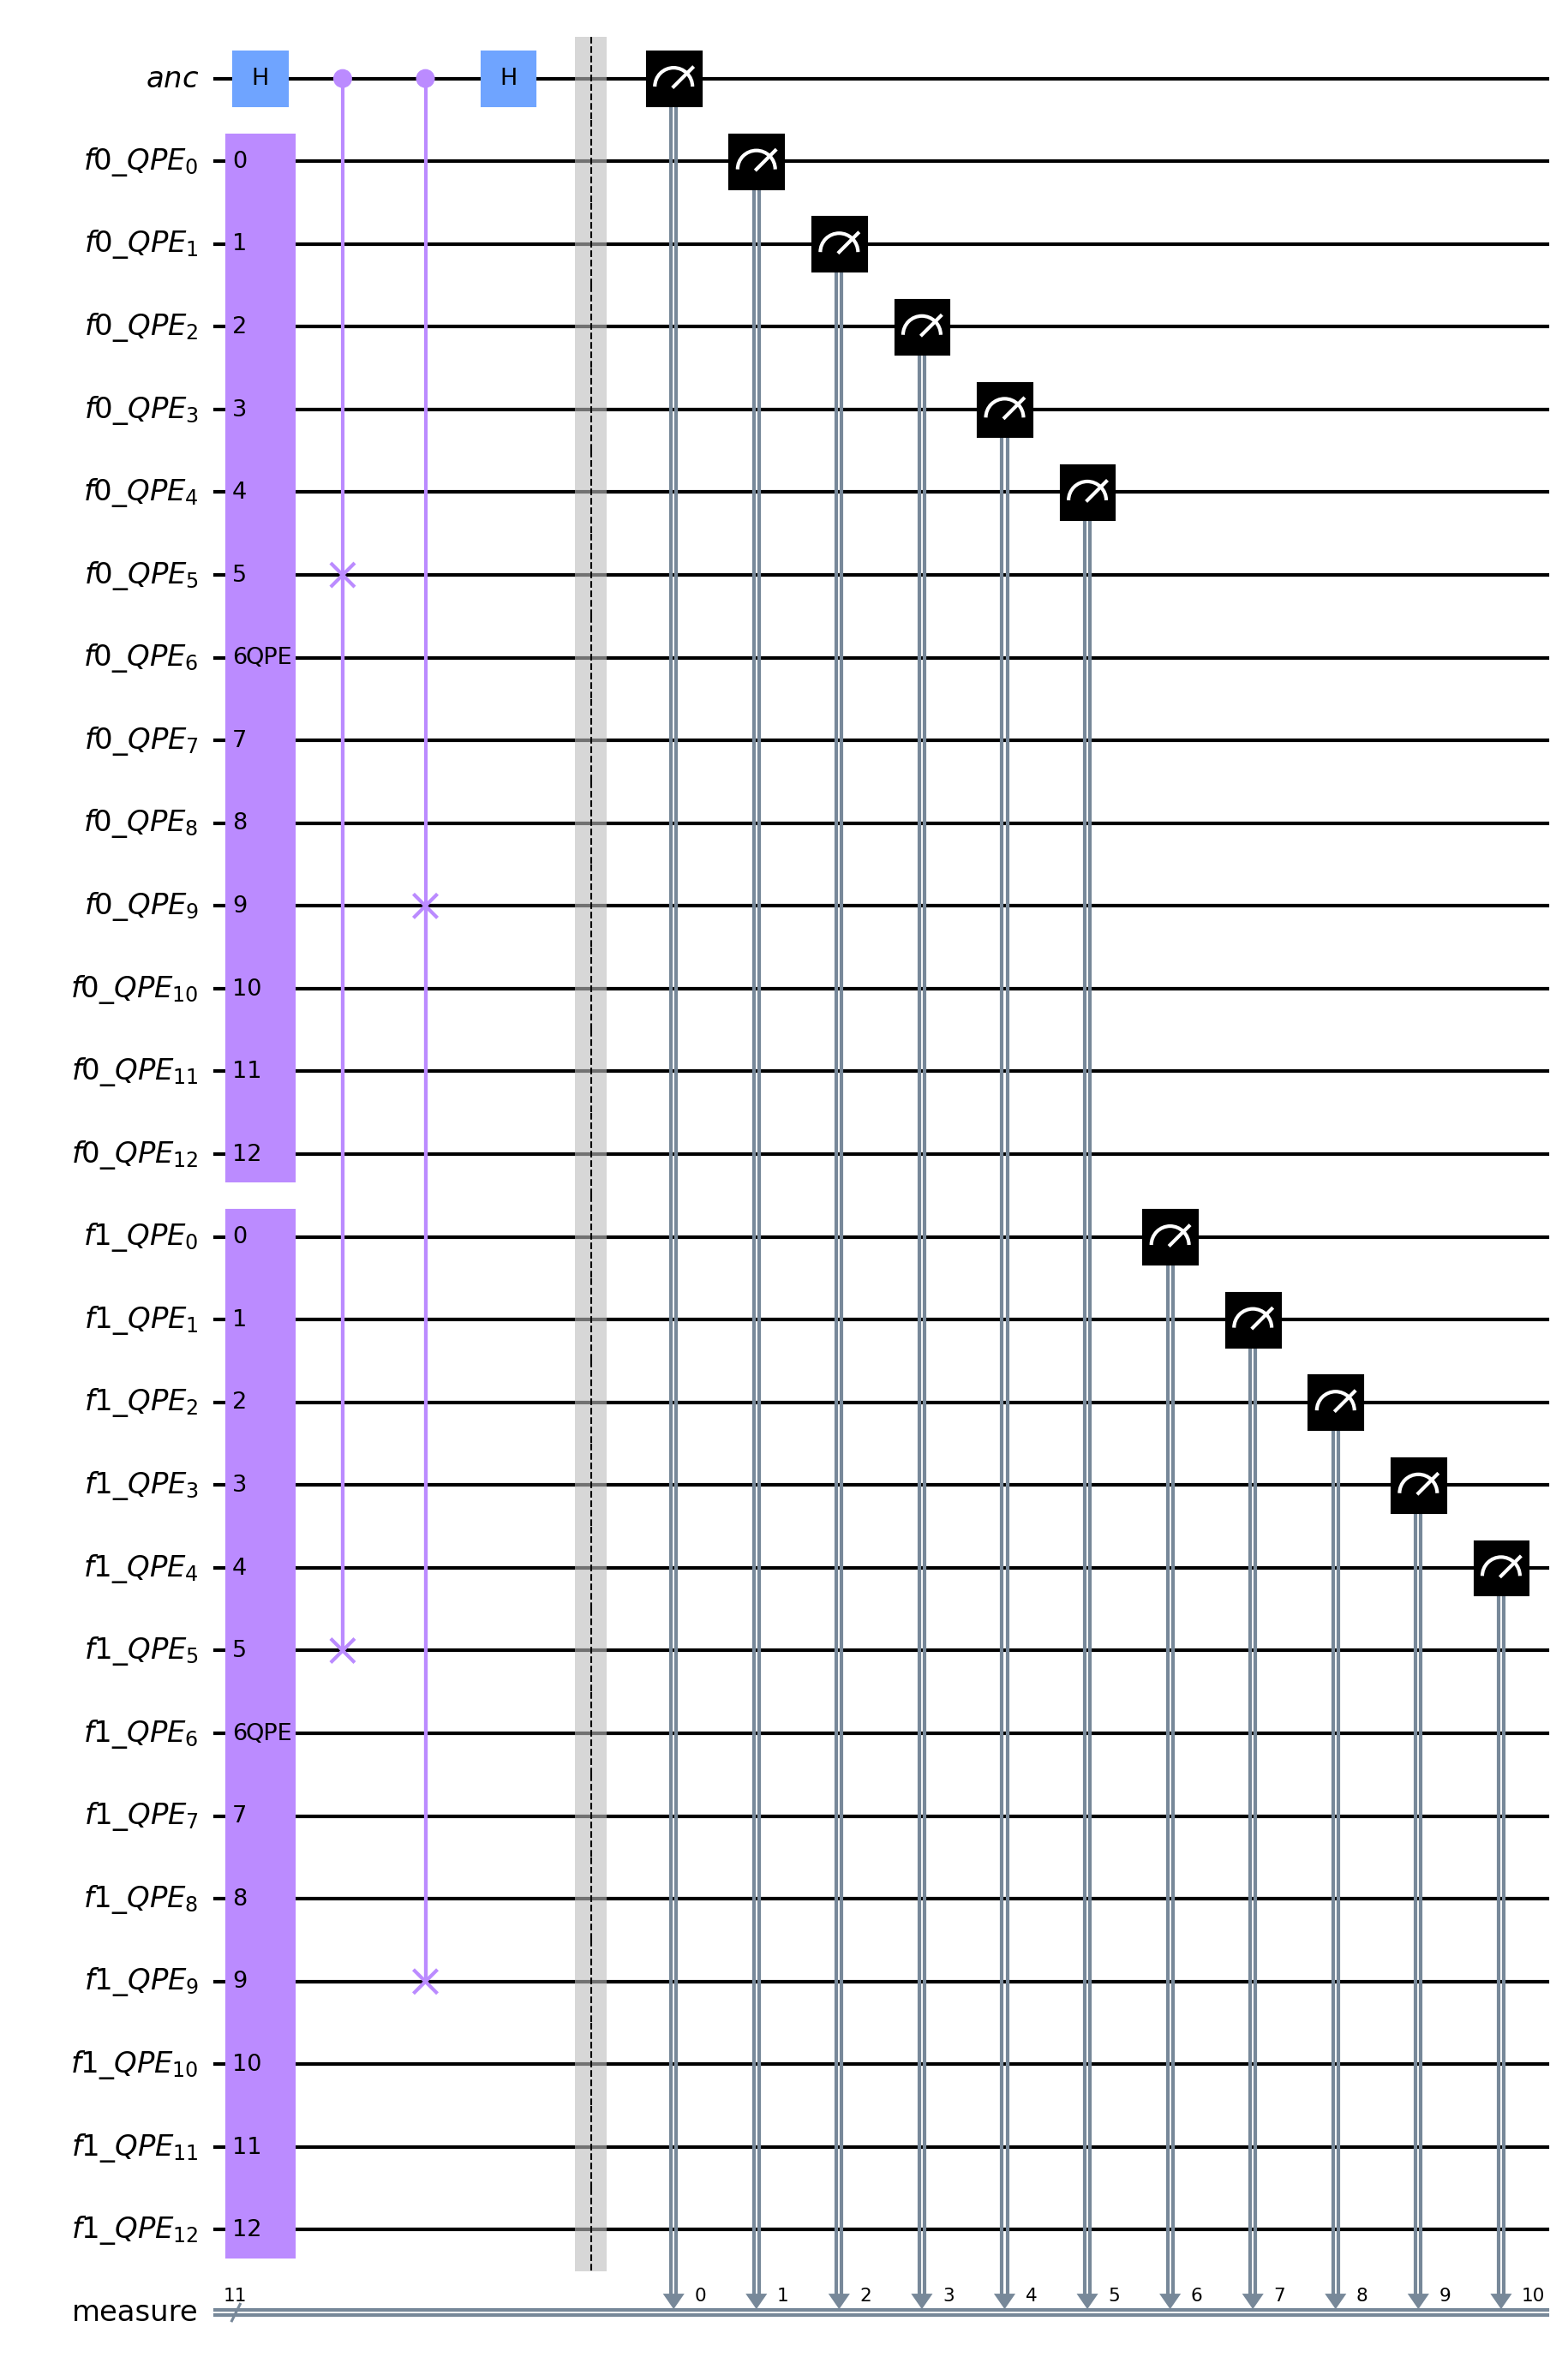 anc H H
f0_QPE0 0
f0_QPE1 1
f0_QPE2 2
f0_QPE3 3
f0_QPE4 4
f0_QPE5 5
f0_QPE6 6QPE
f0_QPE7 7
f0_QPE8 8
f0_QPE9 9
f0_QPE10 10
f0_QPE11 11
f0_QPE12 12
f1_QPE0 0
f1_QPE1 1
f1_QPE2 2
f1_QPE3 3
f1_QPE4 4
f1_QPE5 5
f1_QPE6 6QPE
f1_QPE7 7
f1_QPE8 8
f1_QPE9 9
f1_QPE10 10
f1_QPE11 11
f1_QPE12 12
11 0 1 2 3 4 5 6 7 8 9 10
measure